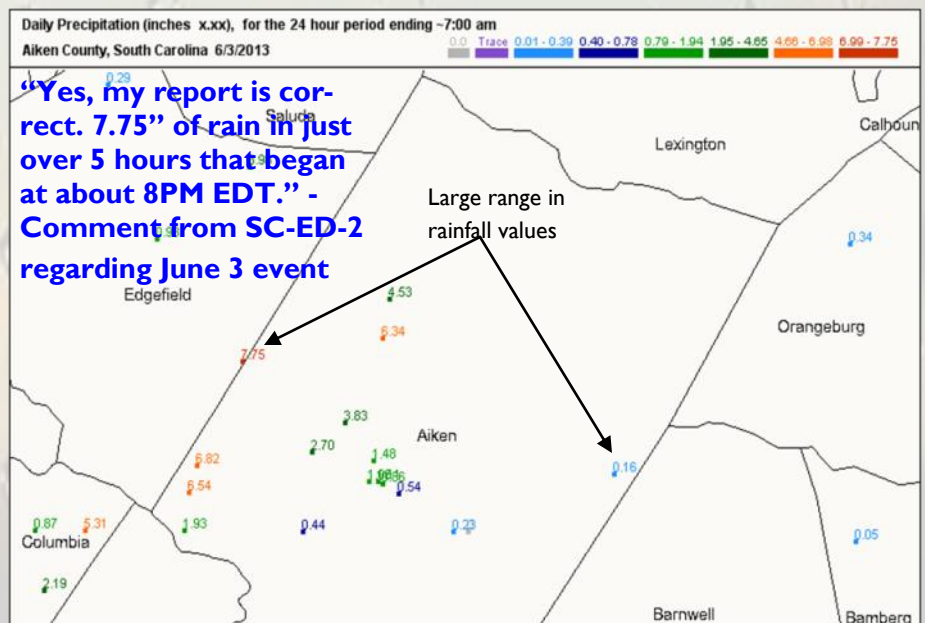 Daily Precipitation (inches x.xx), for the 24 hour period ending ~7:00 am
Aiken County, South Carolina 6/3/2013
0.0 Trace 0.01 - 0.39 0.40 - 0.78 0.79 - 1.94 1.95 - 4.65 4.66 - 6.98 6.99 - 7.75
0.29
“Yes, my report is cor-
rect. 7.75” of rain in just
over 5 hours that began
at about 8PM EDT.” -
Comment from SC-ED-2
regarding June 3 event
Saluda
Lexington
Calhoun
Large range in
rainfall values
0.34
Edgefield
4.53
Orangeburg
6.34
7.75
3.83
Aiken
2.70
1.48
6.82
0.16
6.54
0.54
0.87
5.31
1.93
0.44
0.23
0.05
Columbia
2.19
Barnwell
Bamberg